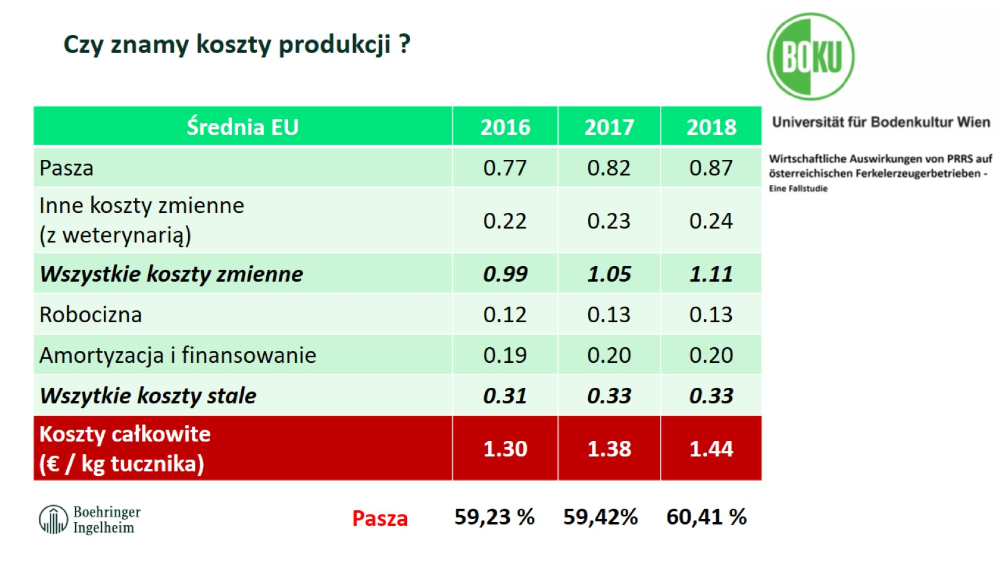 Czy znamy koszty produkcji ?
BOKU
Universität für Bodenkultur Wien
Wirtschaftliche Auswirkungen von PRRS auf
österreichischen Ferkelerzeugerbetrieben -
Eine Fallstudie
Średnia EU 2016 2017 2018
Pasza 0.77 0.82 0.87
Inne koszty zmienne
(z weterynarią) 0.22 0.23 0.24
Wszystkie koszty zmienne 0.99 1.05 1.11
Robocizna 0.12 0.13 0.13
Amortyzacja i finansowanie 0.19 0.20 0.20
Wszytkie koszty stale 0.31 0.33 0.33
Koszty całkowite
(€ / kg tucznika) 1.30 1.38 1.44
Pasza 59,23 % 59,42% 60,41 %
Boehringer
Ingelheim